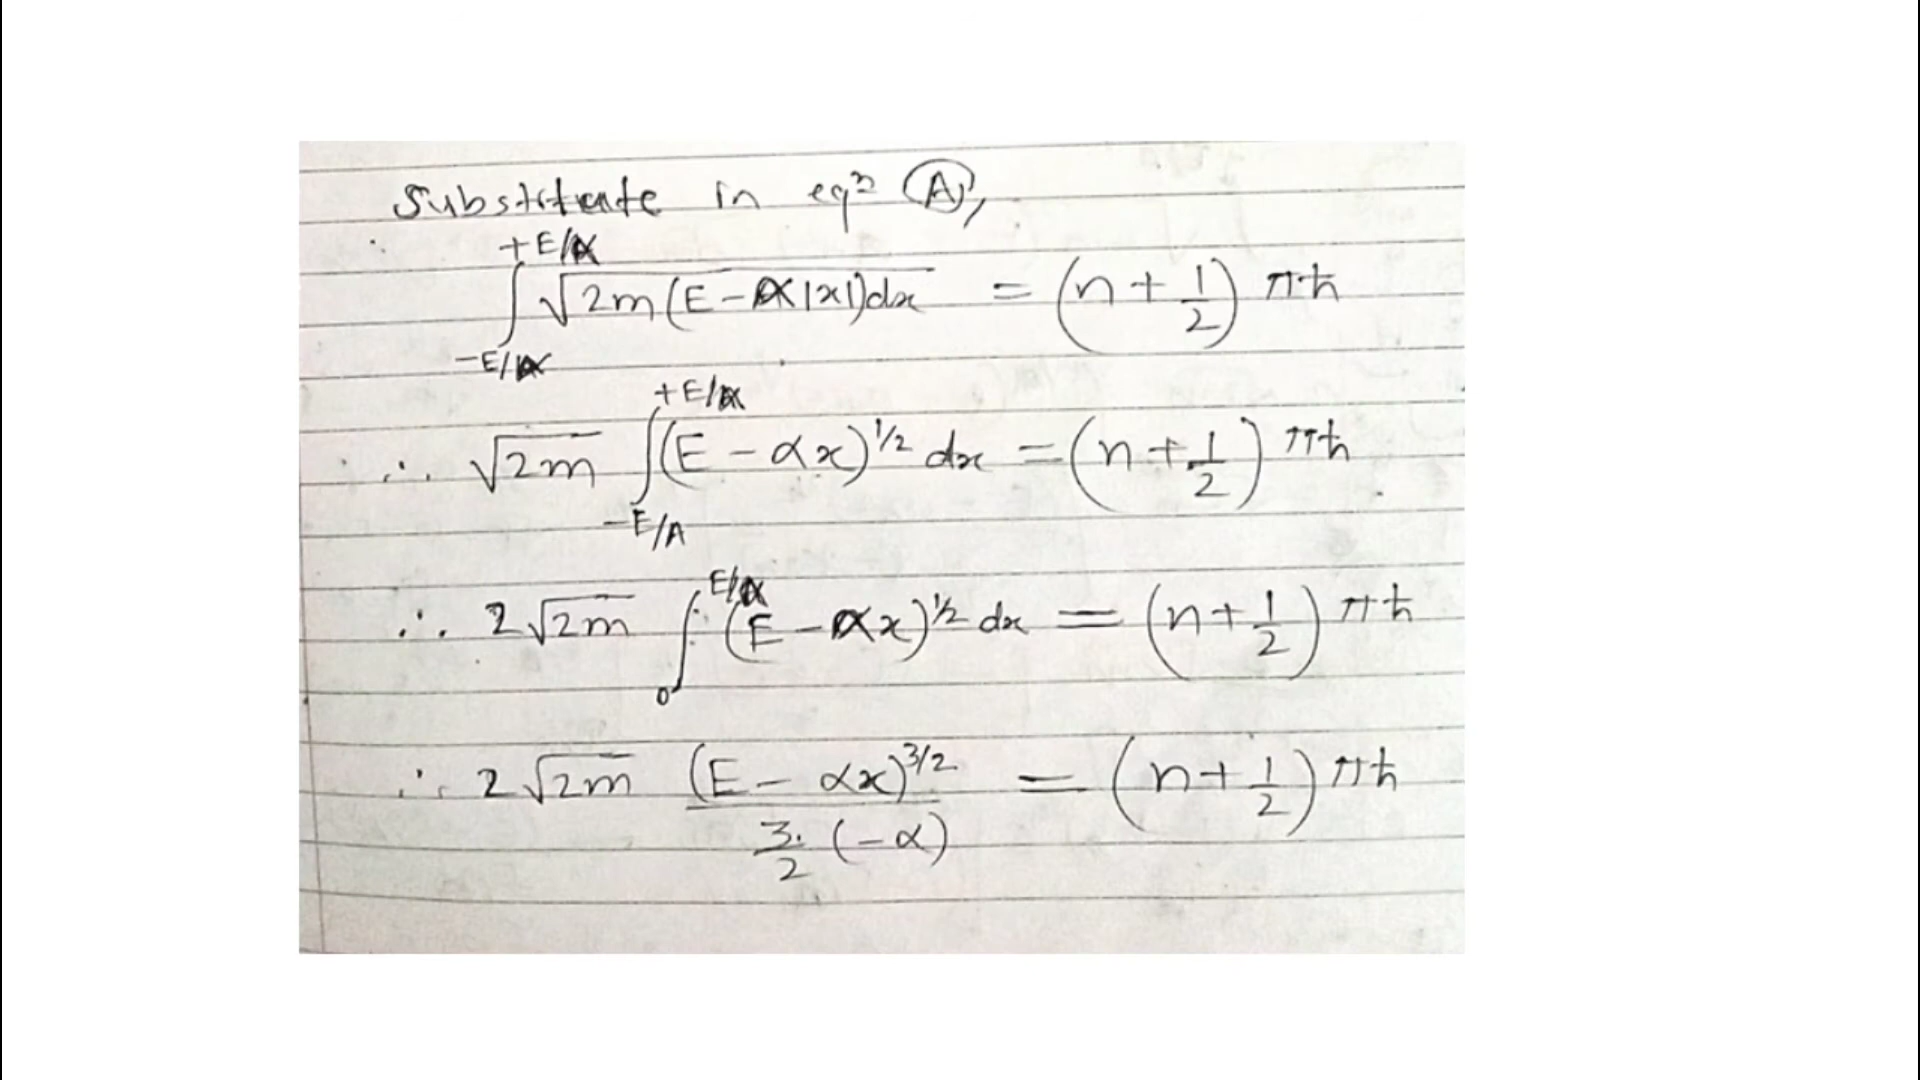 Substitute in eqⁿ Ⓐ,
∫_{-E/α}^{+E/α} √2m(E-α|x|)dx = (n + 1/2) πħ
∴ √2m ∫_{-E/A}^{+E/α} (E - αx)^{1/2} dx = (n + 1/2) πħ
∴ 2√2m ∫_0^{E/α} (E - αx)^{1/2} dx = (n + 1/2) πħ
∴ 2√2m (E - αx)^{3/2} / 3/2 (-α) = (n + 1/2) πħ